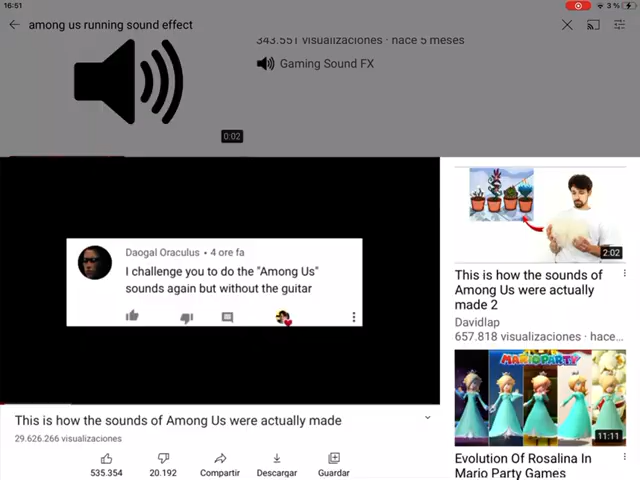 16:51
3 %
among us running sound effect
343.551 visualizaciones · hace 5 meses
Gaming Sound FX
0:02
Daogal Oraculus • 4 ore fa
I challenge you to do the "Among Us"
sounds again but without the guitar
This is how the sounds of Among Us were actually made
29.626.266 visualizaciones
535.354
20.192
Compartir
Descargar
Guardar
2:02
This is how the sounds of
Among Us were actually
made 2
Davidlap
657.818 visualizaciones · hace...
MARIOPARTY
11:11
Evolution Of Rosalina In
Mario Party Games